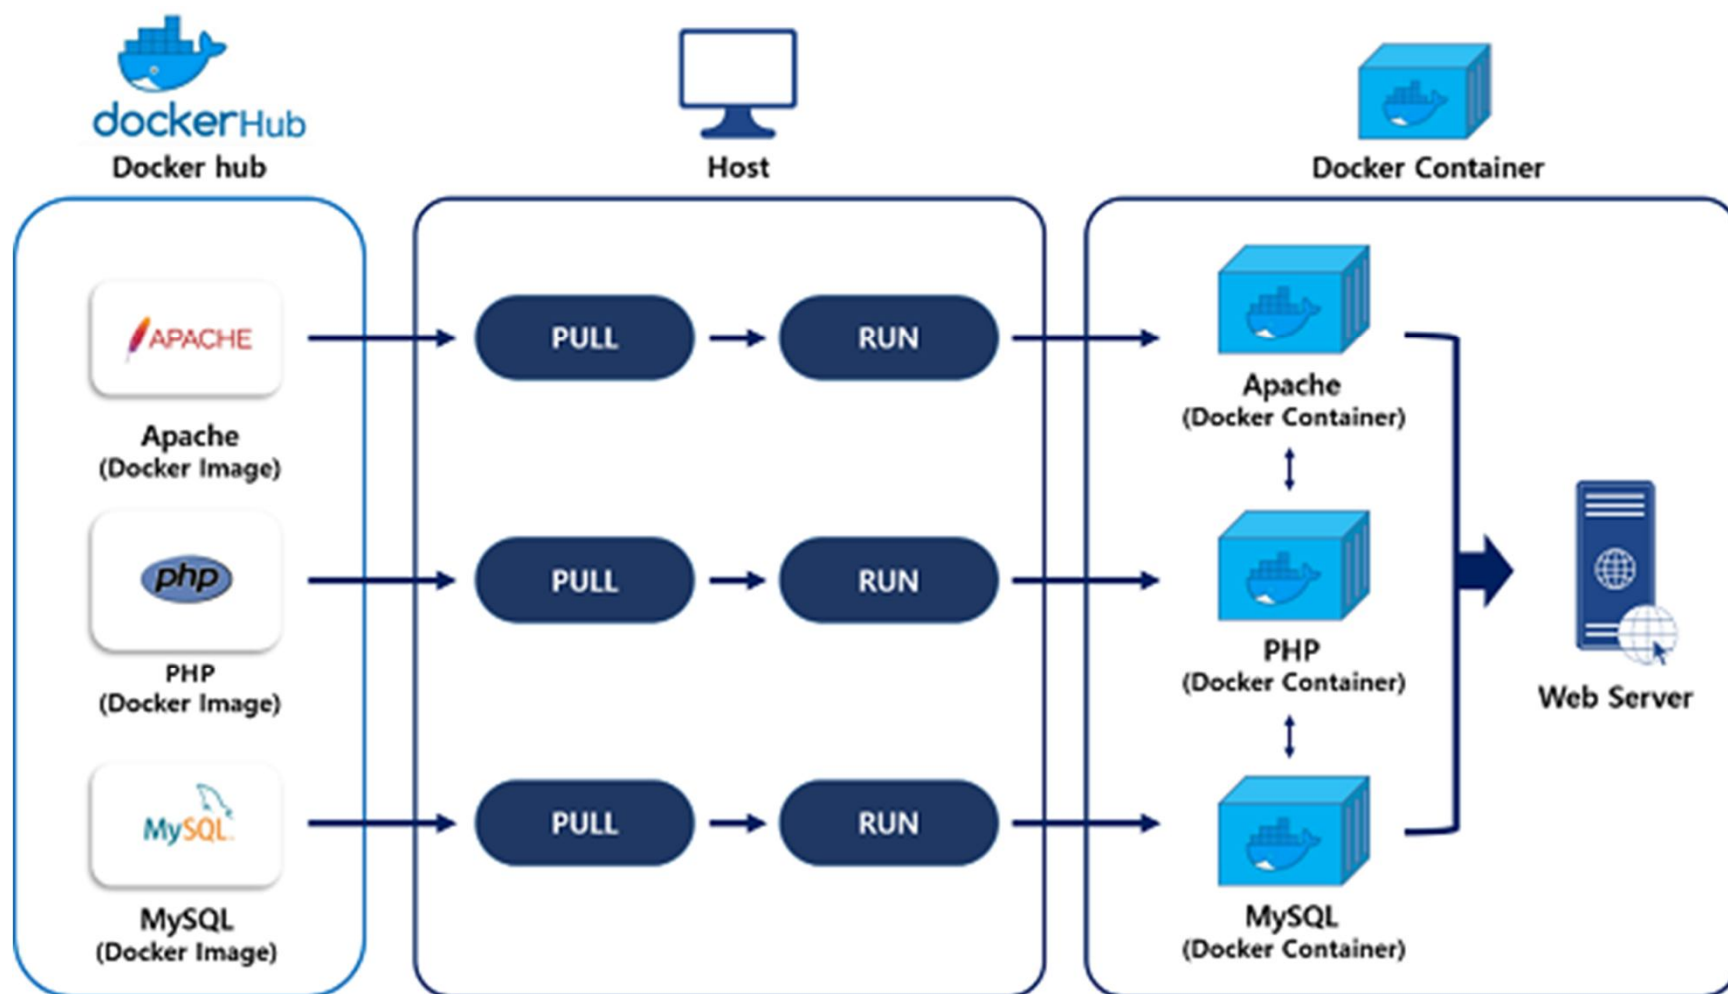 dockerHub
Docker hub
Host
Docker Container
APACHE
Apache
(Docker Image)
php
PHP
(Docker Image)
MySQL
MySQL
(Docker Image)
PULL
RUN
PULL
RUN
PULL
RUN
Apache
(Docker Container)
PHP
(Docker Container)
MySQL
(Docker Container)
Web Server